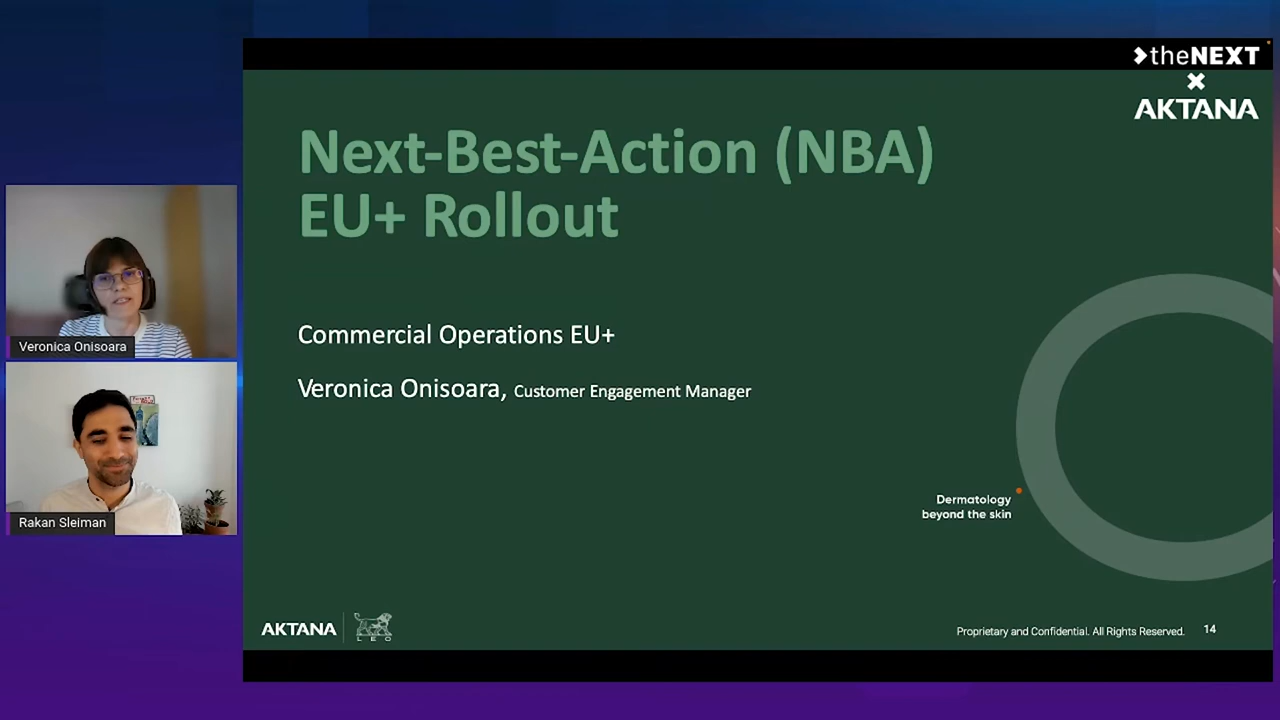 theNEXT
AKTANA
Next-Best-Action (NBA)
EU+ Rollout
Commercial Operations EU+
Veronica Onisoara, Customer Engagement Manager
Veronica Onisoara
Rakan Sleiman
Dermatology
beyond the skin
AKTANA
LEO
Proprietary and Confidential. All Rights Reserved. 14